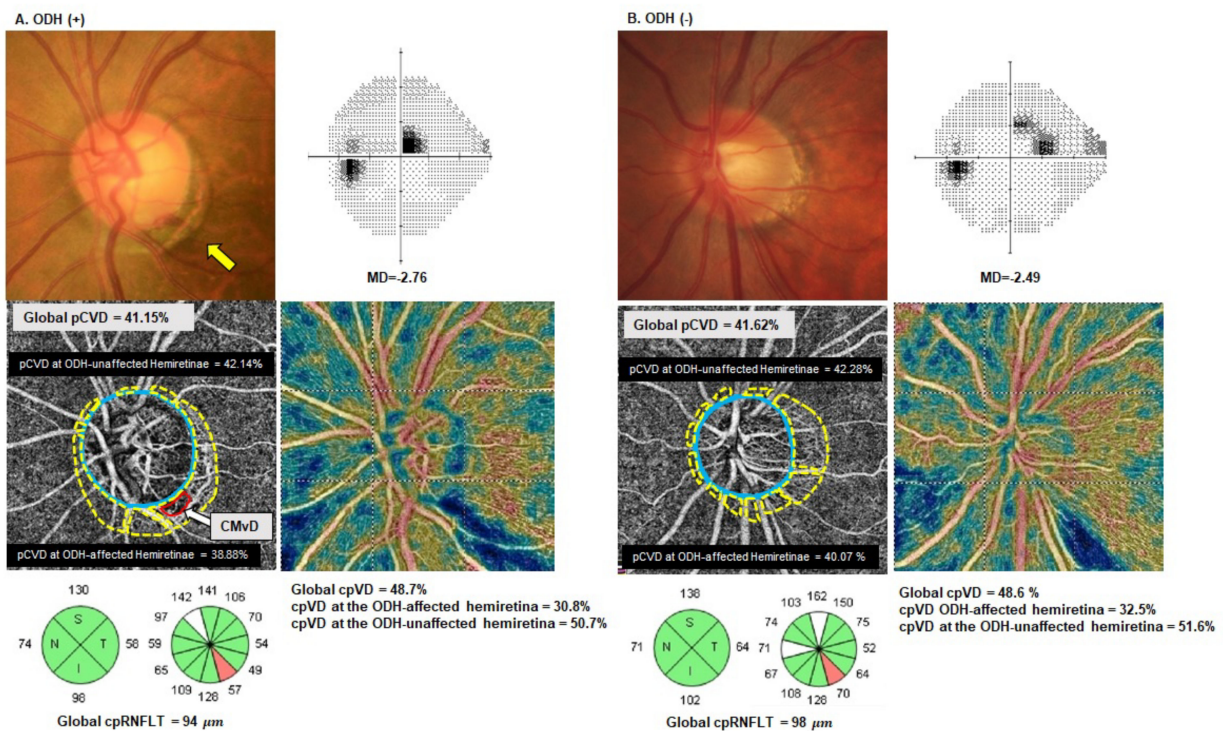 A. ODH (+)
MD=-2.76
Global pCVD = 41.15%
pCVD at ODH-unaffected Hemiretinae = 42.14%
CMvD
pCVD at ODH-affected Hemiretinae = 38.88%
Global cpVD = 48.7%
cpVD at the ODH-affected hemiretina = 30.8%
cpVD at the ODH-unaffected hemiretina = 50.7%
130
74 N S T I 58
98
142 141 106
97 70
59 54
65 49
109 128 57
Global cpRNFLT = 94 μm
B. ODH (-)
MD=-2.49
Global pCVD = 41.62%
pCVD at ODH-unaffected Hemiretinae = 42.28%
pCVD at ODH-affected Hemiretinae = 40.07 %
Global cpVD = 48.6 %
cpVD ODH-affected hemiretina = 32.5%
cpVD at the ODH-unaffected hemiretina = 51.6%
138
71 N S T I 64
102
103 162 150
74 75
71 52
67 64
108 128 70
Global cpRNFLT = 98 μm